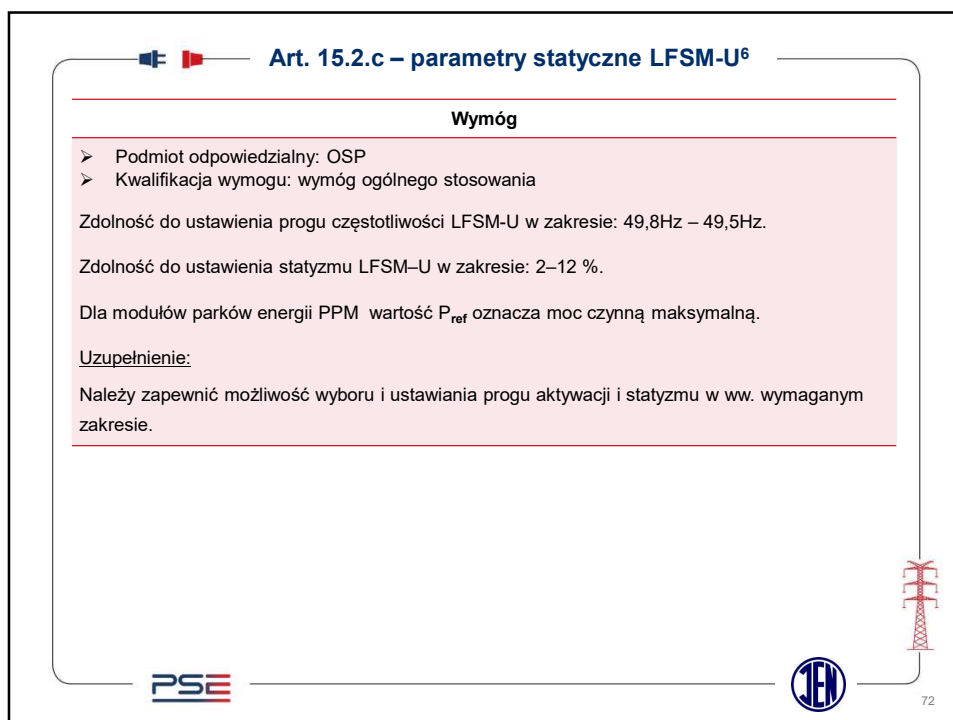 Art. 15.2.c – parametry statyczne LFSM-U⁶
Wymóg
➢ Podmiot odpowiedzialny: OSP
➢ Kwalifikacja wymogu: wymóg ogólnego stosowania
Zdolność do ustawienia progu częstotliwości LFSM-U w zakresie: 49,8Hz – 49,5Hz.
Zdolność do ustawienia statyzmu LFSM–U w zakresie: 2–12 %.
Dla modułów parków energii PPM wartość Pref oznacza moc czynną maksymalną.
Uzupełnienie:
Należy zapewnić możliwość wyboru i ustawiania progu aktywacji i statyzmu w ww. wymaganym
zakresie.
PSE
IEN
72